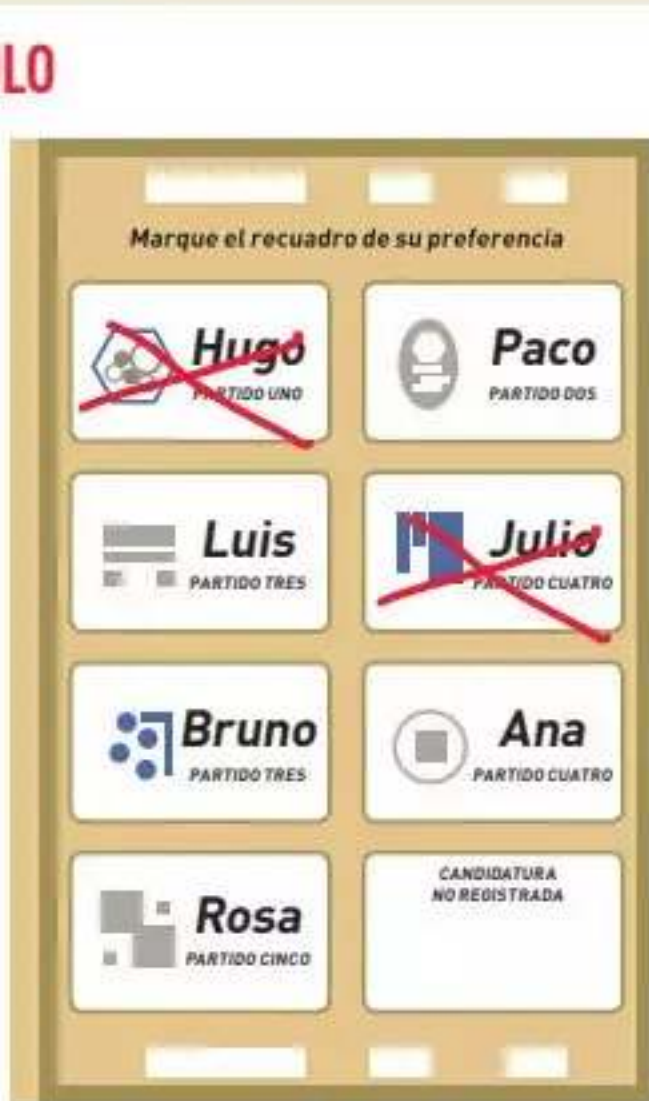 LO
Marque el recuadro de su preferencia
Hugo
PARTIDO UNO
Paco
PARTIDO DOS
Luis
PARTIDO TRES
Julio
PARTIDO CUATRO
Bruno
PARTIDO TRES
Ana
PARTIDO CUATRO
Rosa
PARTIDO CINCO
CANDIDATURA
NO REGISTRADA